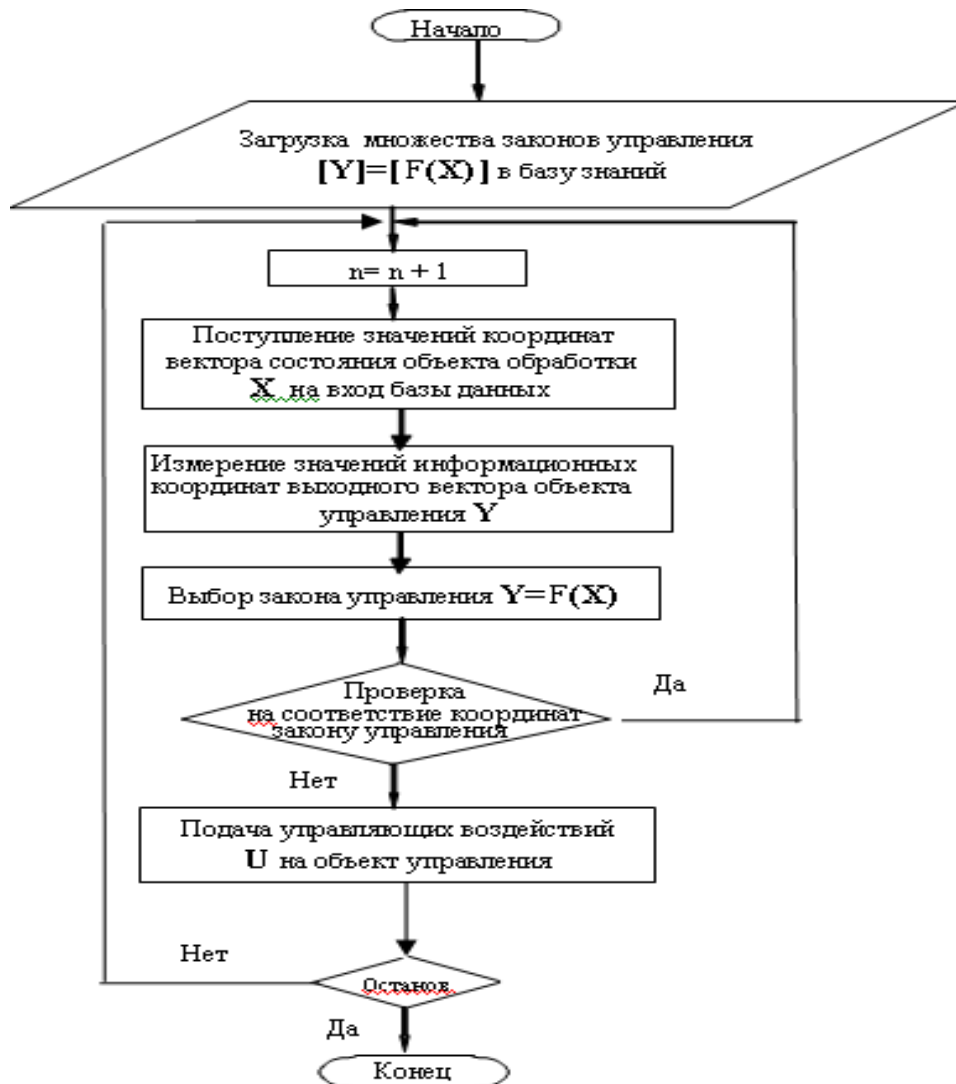 Начало
Загрузка множества законов управления
[Y]=[F(X)] в базу знаний
n= n + 1
Поступление значений координат
вектора состояния объекта обработки
X на вход базы данных
Измерение значений информационных
координат выходного вектора объекта
управления Y
Выбор закона управления Y=F(X)
Проверка
на соответствие координат
закону управления
Да
Нет
Подача управляющих воздействий
U на объект управления
Нет
Останов
Да
Конец